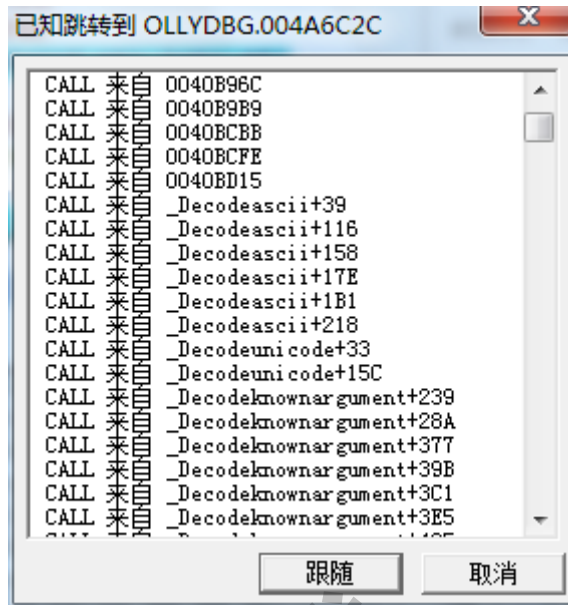 已知跳转到 OLLYDBG.004A6C2C
CALL 来自 0040B96C
CALL 来自 0040B9B9
CALL 来自 0040BCBB
CALL 来自 0040BCFE
CALL 来自 0040BD15
CALL 来自 _Decodeascii+39
CALL 来自 _Decodeascii+116
CALL 来自 _Decodeascii+158
CALL 来自 _Decodeascii+17E
CALL 来自 _Decodeascii+1B1
CALL 来自 _Decodeascii+218
CALL 来自 _Decodeunicode+33
CALL 来自 _Decodeunicode+15C
CALL 来自 _Decodeknownargument+239
CALL 来自 _Decodeknownargument+28A
CALL 来自 _Decodeknownargument+377
CALL 来自 _Decodeknownargument+39B
CALL 来自 _Decodeknownargument+3C1
CALL 来自 _Decodeknownargument+3E5
跟随 取消